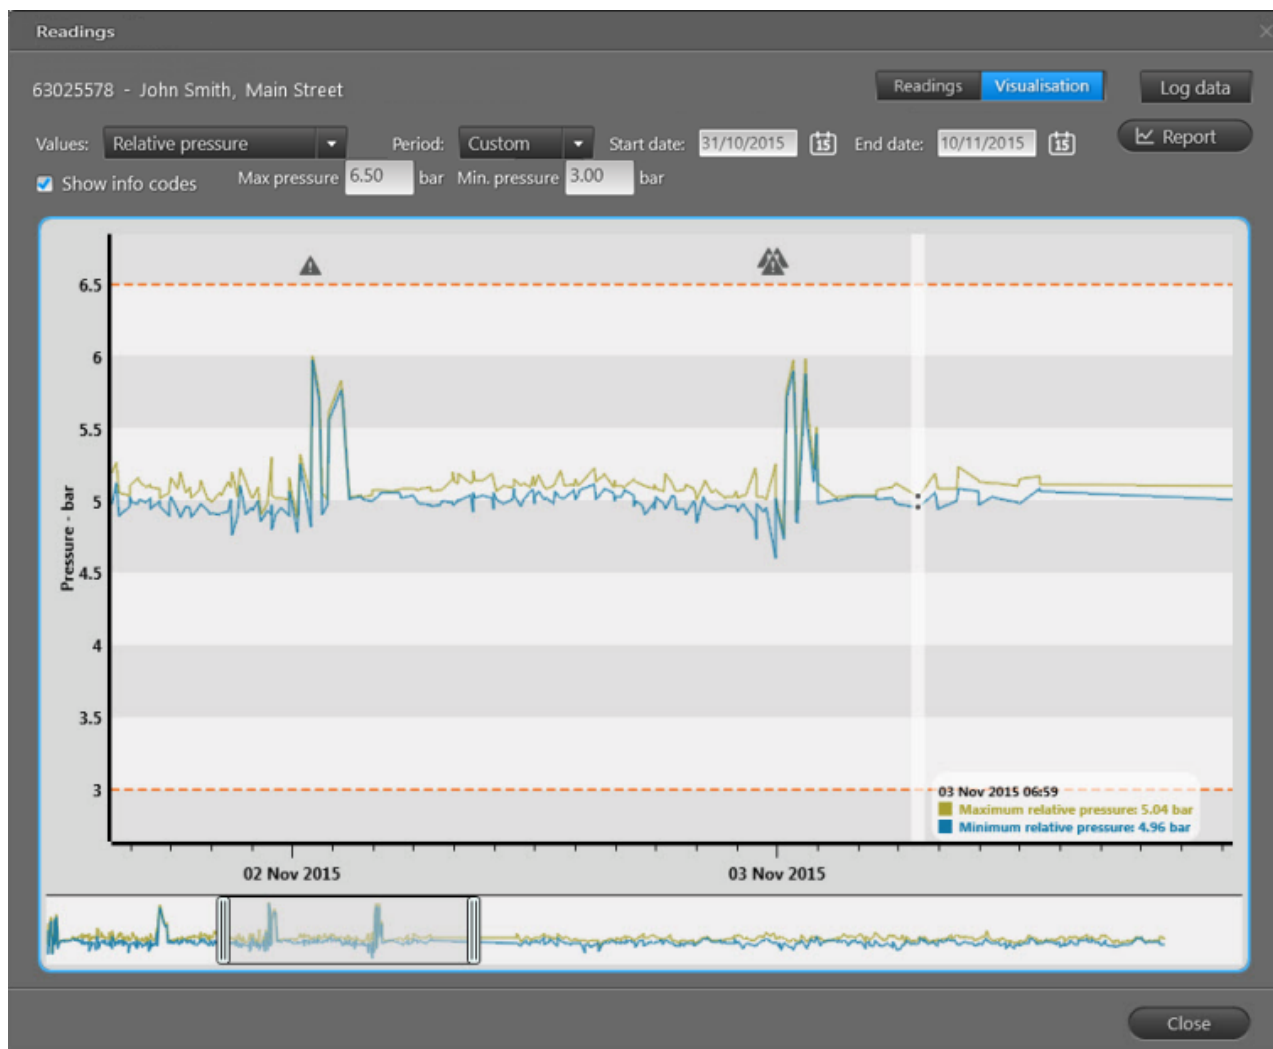 Readings
63025578 - John Smith, Main Street
Readings Visualisation Log data
Values: Relative pressure Period: Custom Start date: 31/10/2015 15 End date: 10/11/2015 15 Report
Show info codes Max pressure 6.50 bar Min. pressure 3.00 bar
6.5
6
5.5
5
4.5
4
3.5
3
Pressure - bar
03 Nov 2015 06:59
Maximum relative pressure: 5.04 bar
Minimum relative pressure: 4.96 bar
02 Nov 2015 03 Nov 2015
Close